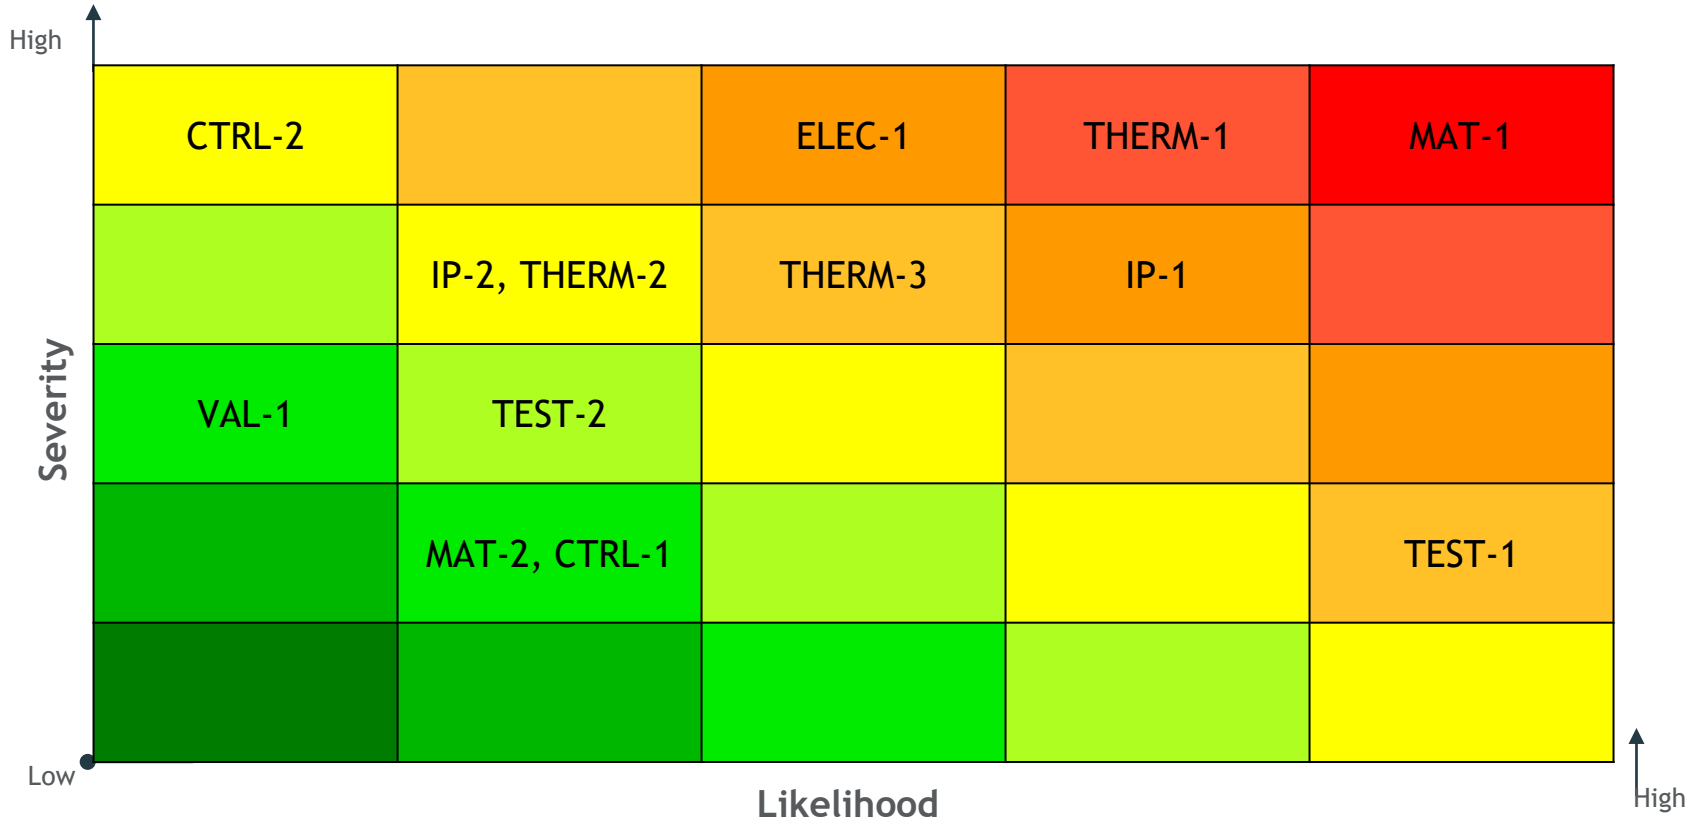 High
CTRL-2
ELEC-1
THERM-1
MAT-1
IP-2, THERM-2
THERM-3
IP-1
Severity
VAL-1
TEST-2
MAT-2, CTRL-1
TEST-1
Low
Likelihood
High